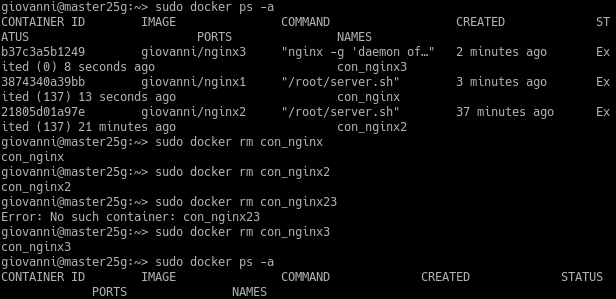 giovanni@master25g:~> sudo docker ps -a
CONTAINER ID        IMAGE               COMMAND                  CREATED             ST
ATUS                        PORTS               NAMES
b37c3a5b1249        giovanni/nginx3     "nginx -g 'daemon of…"   2 minutes ago       Ex
ited (0) 8 seconds ago                          con_nginx3
3874340a39bb        giovanni/nginx1     "/root/server.sh"        3 minutes ago       Ex
ited (137) 13 seconds ago                       con_nginx
21805d01a97e        giovanni/nginx2     "/root/server.sh"        37 minutes ago      Ex
ited (137) 21 minutes ago                       con_nginx2
giovanni@master25g:~> sudo docker rm con_nginx
con_nginx
giovanni@master25g:~> sudo docker rm con_nginx2
con_nginx2
giovanni@master25g:~> sudo docker rm con_nginx23
Error: No such container: con_nginx23
giovanni@master25g:~> sudo docker rm con_nginx3
con_nginx3
giovanni@master25g:~> sudo docker ps -a
CONTAINER ID        IMAGE               COMMAND             CREATED             STATUS
             PORTS               NAMES